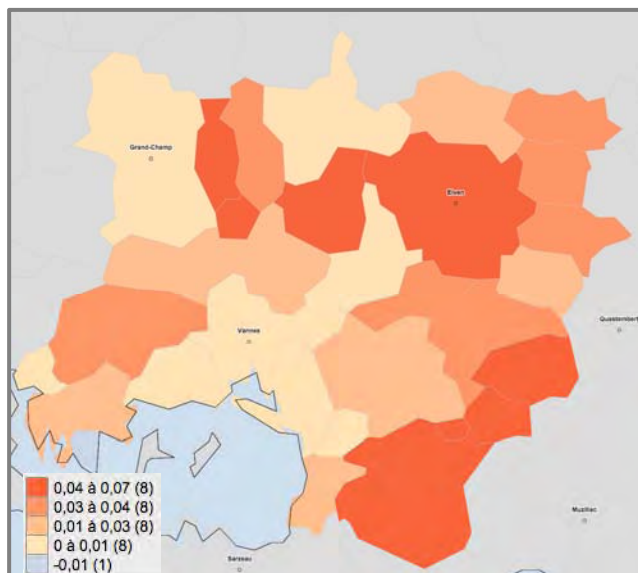 Grand-Champ
Elven
Vannes
Questembert
Muzillac
Sarzeau
0,04 à 0,07 (8)
0,03 à 0,04 (8)
0,01 à 0,03 (8)
0 à 0,01 (8)
-0,01 (1)